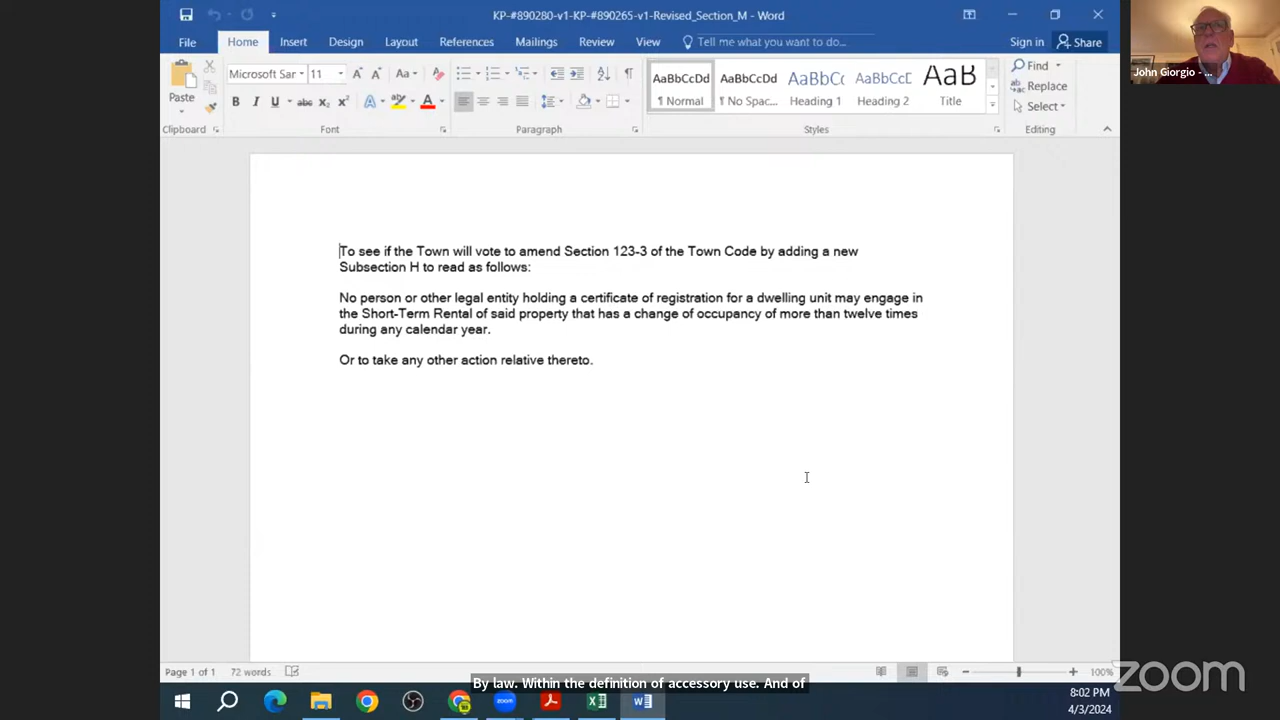 KP-#890280-v1-KP-#890265-v1-Revised_Section_M - Word
John Giorgio - ...
File Home Insert Design Layout References Mailings Review View Tell me what you want to do... Sign in Share
Paste
Microsoft Sar 11
AaBbCcDd AaBbCcDd AaBbCc AaBbCcD AaB
¶ Normal ¶ No Spac... Heading 1 Heading 2 Title
Find
Replace
Select
Clipboard Font Paragraph Styles Editing
To see if the Town will vote to amend Section 123-3 of the Town Code by adding a new
Subsection H to read as follows:
No person or other legal entity holding a certificate of registration for a dwelling unit may engage in
the Short-Term Rental of said property that has a change of occupancy of more than twelve times
during any calendar year.
Or to take any other action relative thereto.
Page 1 of 1 72 words 100%
By law. Within the definition of accessory use. And of
zoom
8:02 PM
4/3/2024